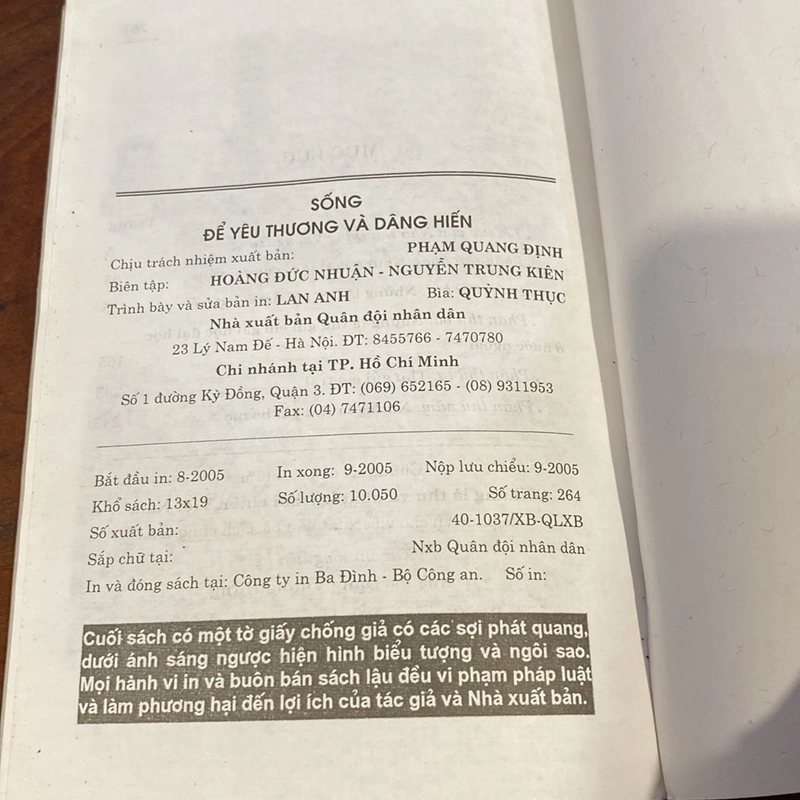 SỐNG
ĐỂ YÊU THƯƠNG VÀ DÂNG HIẾN
Chịu trách nhiệm xuất bản: PHẠM QUANG ĐỊNH
Biên tập: HOÀNG ĐỨC NHUẬN - NGUYỄN TRUNG KIÊN
Trình bày và sửa bản in: LAN ANH Bìa: QUỲNH THỤC
Nhà xuất bản Quân đội nhân dân
23 Lý Nam Đế - Hà Nội. ĐT: 8455766 - 7470780
Chi nhánh tại TP. Hồ Chí Minh
Số 1 đường Kỳ Đồng, Quận 3. ĐT: (069) 652165 - (08) 9311953
Fax: (04) 7471106
Bắt đầu in: 8-2005 In xong: 9-2005 Nộp lưu chiểu: 9-2005
Khổ sách: 13x19 Số lượng: 10.050 Số trang: 264
Số xuất bản: 40-1037/XB-QLXB
Sắp chữ tại: Nxb Quân đội nhân dân
In và đóng sách tại: Công ty in Ba Đình - Bộ Công an. Số in:
Cuối sách có một tờ giấy chống giả có các sợi phát quang,
dưới ánh sáng ngược hiện hình biểu tượng và ngôi sao.
Mọi hành vi in và buôn bán sách lậu đều vi phạm pháp luật
và làm phương hại đến lợi ích của tác giả và Nhà xuất bản.